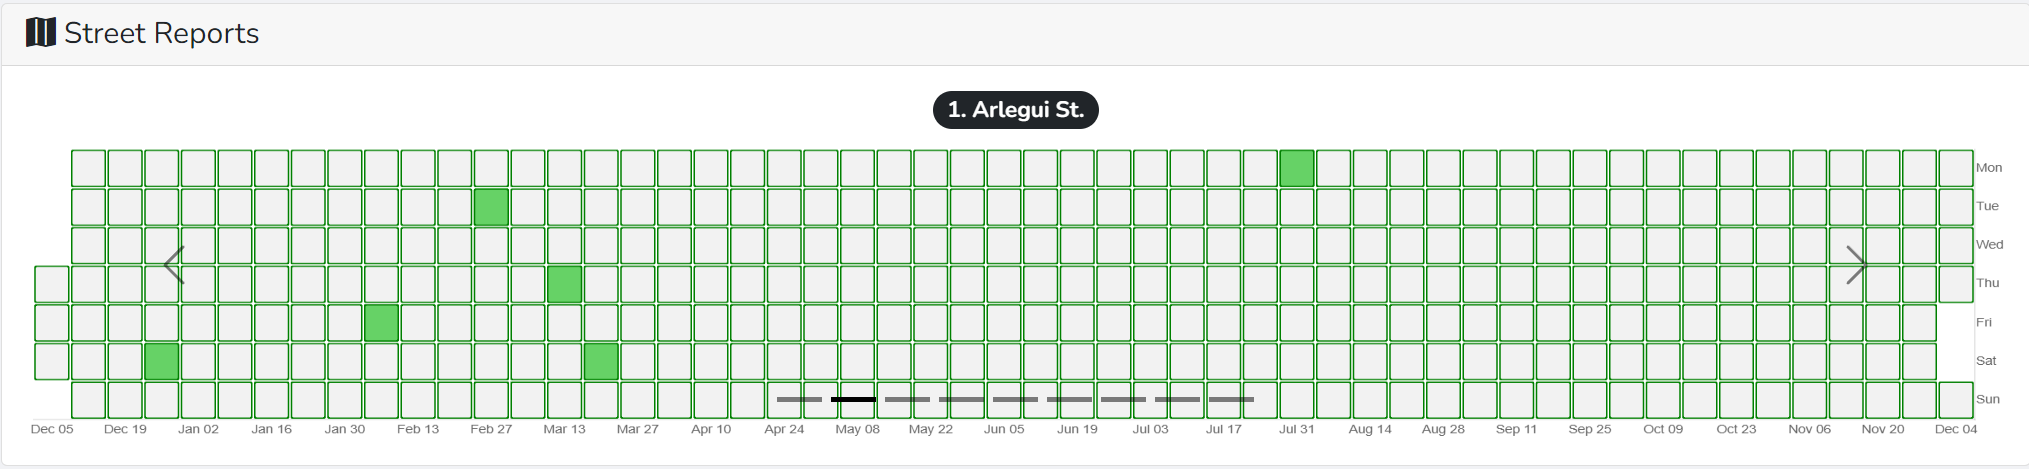 Street Reports
1. Arlegui St.
Mon
Tue
Wed
Thu
Fri
Sat
Sun
Dec 05 Dec 19 Jan 02 Jan 16 Jan 30 Feb 13 Feb 27 Mar 13 Mar 27 Apr 10 Apr 24 May 08 May 22 Jun 05 Jun 19 Jul 03 Jul 17 Jul 31 Aug 14 Aug 28 Sep 11 Sep 25 Oct 09 Oct 23 Nov 06 Nov 20 Dec 04